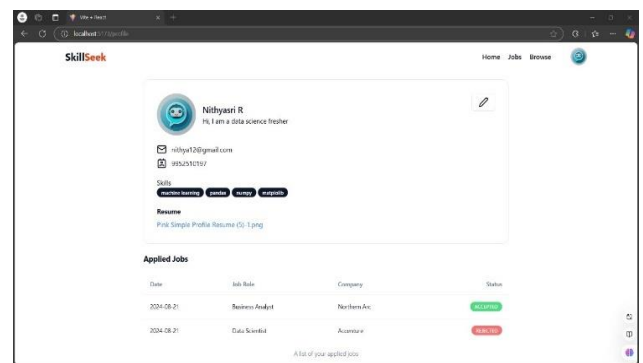 Vite + React
localhost:5173/profile
SkillSeek
Home Jobs Browse
Nithyasri R
Hi, I am a data science fresher
nithya12@gmail.com
9952510197
Skills
machine learning pandas numpy matplotlib
Resume
Pink Simple Profile Resume (5)-1.png
Applied Jobs
Date Job Role Company Status
2024-08-21 Business Analyst Northern Arc ACCEPTED
2024-08-21 Data Scientist Accenture REJECTED
A list of your applied jobs